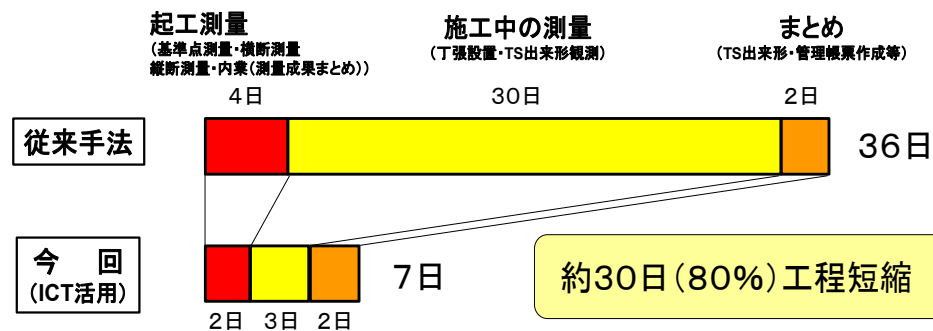 起工測量
(基準点測量・横断測量
縦断測量・内業(測量成果まとめ))
施工中の測量
(丁張設置・TS出来形観測)
まとめ
(TS出来形・管理帳票作成等)
4日
30日
2日
従来手法
36日
今 回
(ICT活用)
7日
2日
3日
2日
約30日(80%)工程短縮